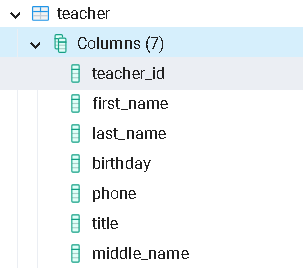 teacher
Columns (7)
teacher_id
first_name
last_name
birthday
phone
title
middle_name